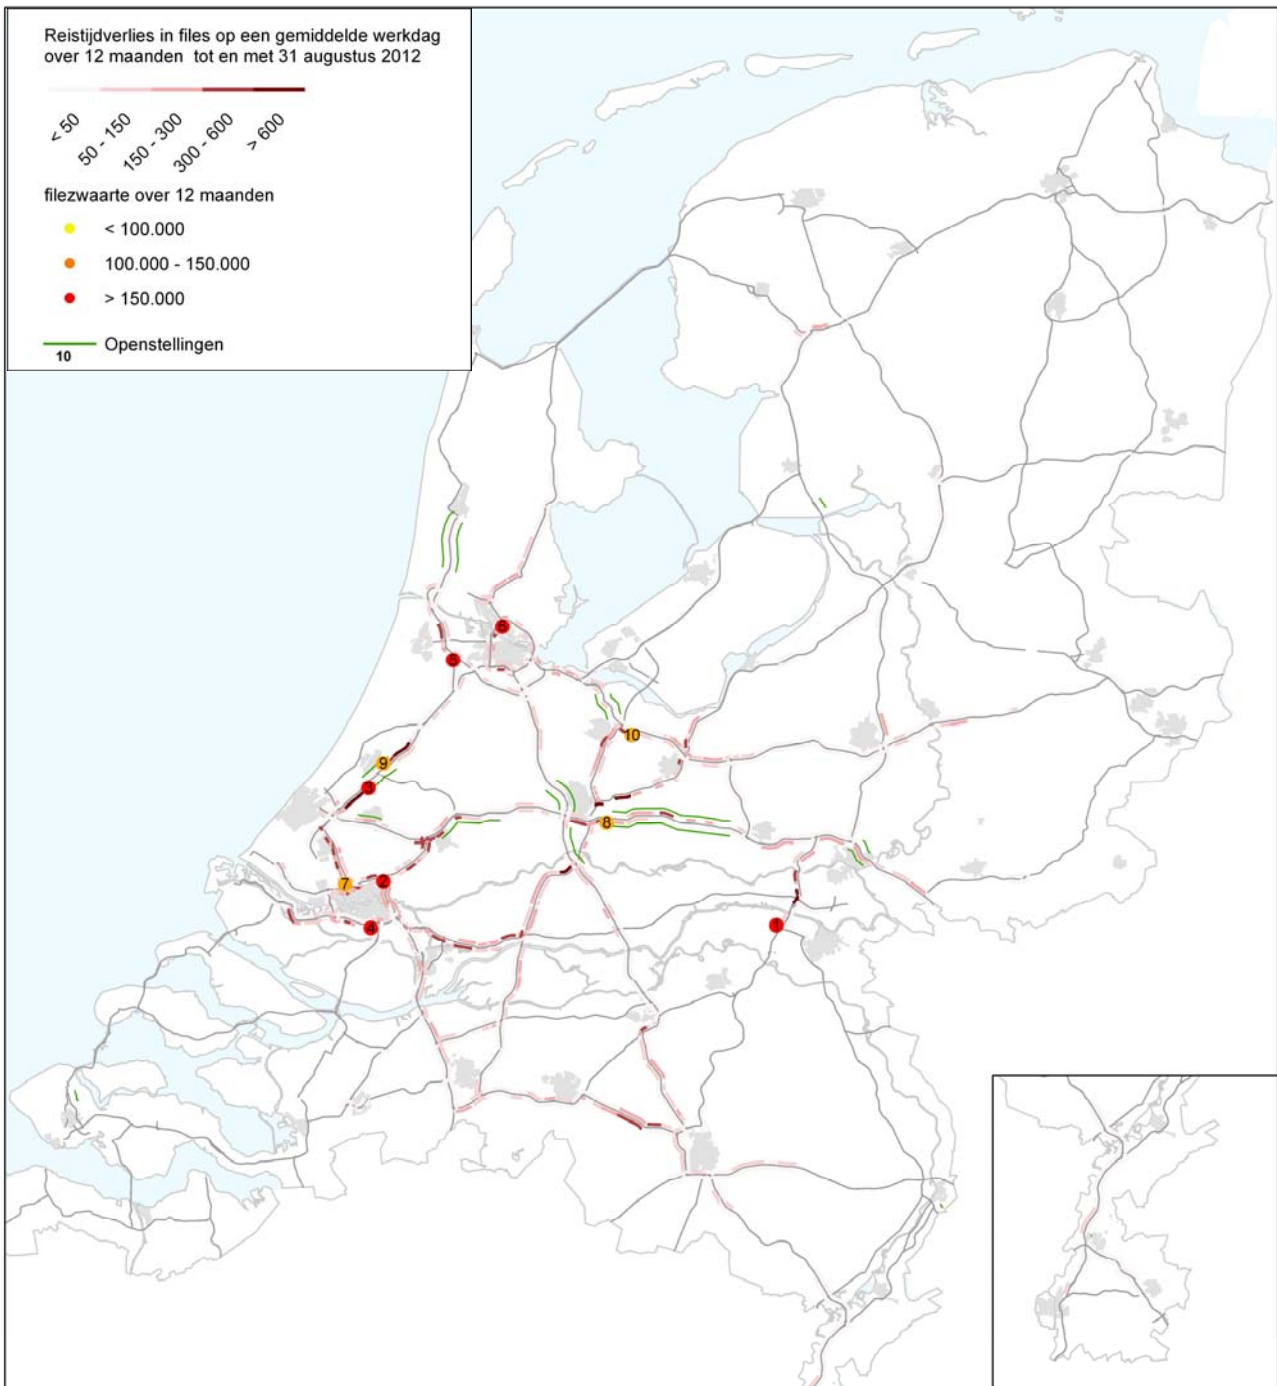 Reistijdverlies in files op een gemiddelde werkdag
over 12 maanden tot en met 31 augustus 2012
< 50
50 - 150
150 - 300
300 - 600
> 600
filezwaarte over 12 maanden
< 100.000
100.000 - 150.000
> 150.000
Openstellingen
10
6
5
10
9
3
8
7
2
4
1